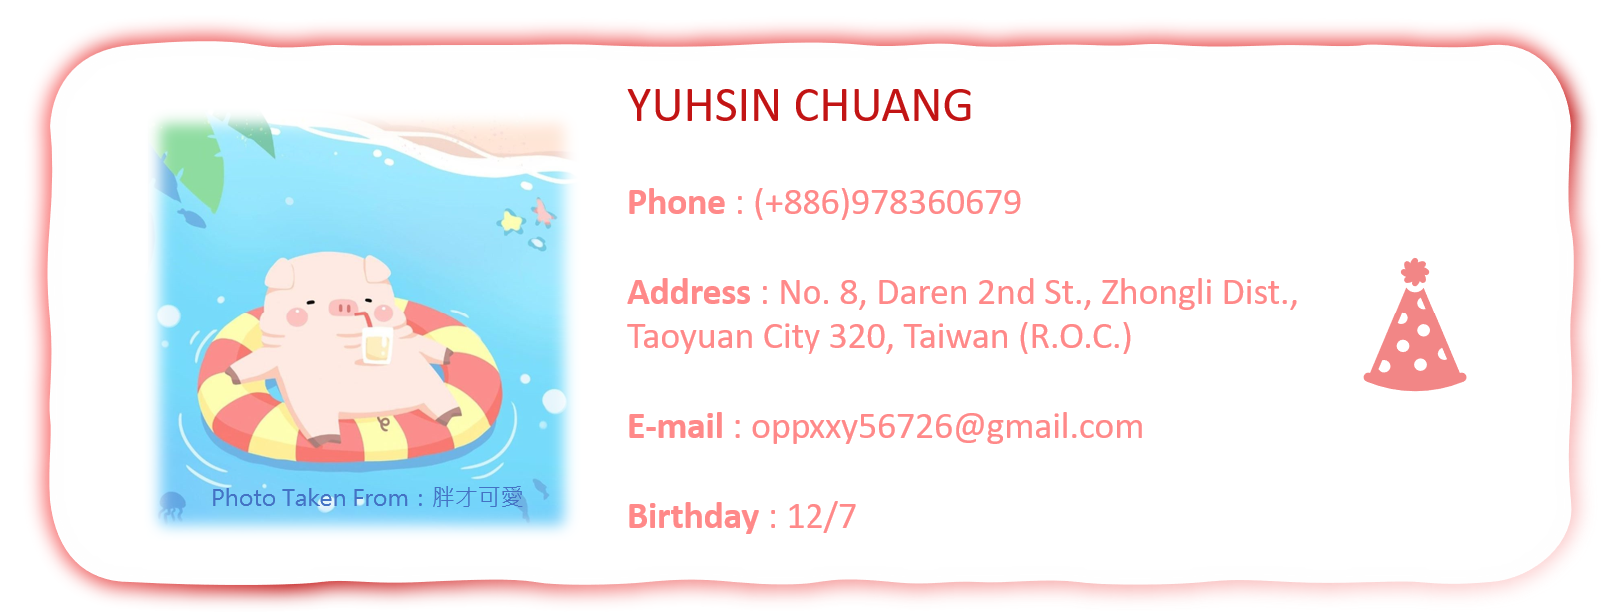 YUHSIN CHUANG
Phone : (+886)978360679
Address : No. 8, Daren 2nd St., Zhongli Dist.,
Taoyuan City 320, Taiwan (R.O.C.)
E-mail : oppxxy56726@gmail.com
Birthday : 12/7
Photo Taken From：胖才可愛